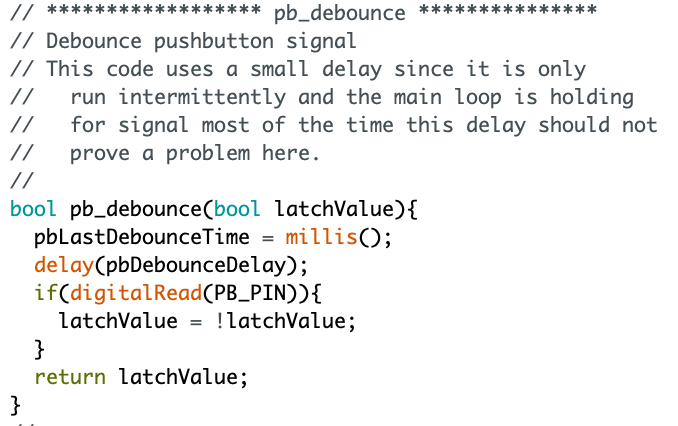 // ****************** pb_debounce ***************
// Debounce pushbutton signal
// This code uses a small delay since it is only
//   run intermittently and the main loop is holding
//   for signal most of the time this delay should not
//   prove a problem here.
//
bool pb_debounce(bool latchValue){
  pbLastDebounceTime = millis();
  delay(pbDebounceDelay);
  if(digitalRead(PB_PIN)){
    latchValue = !latchValue;
  }
  return latchValue;
}